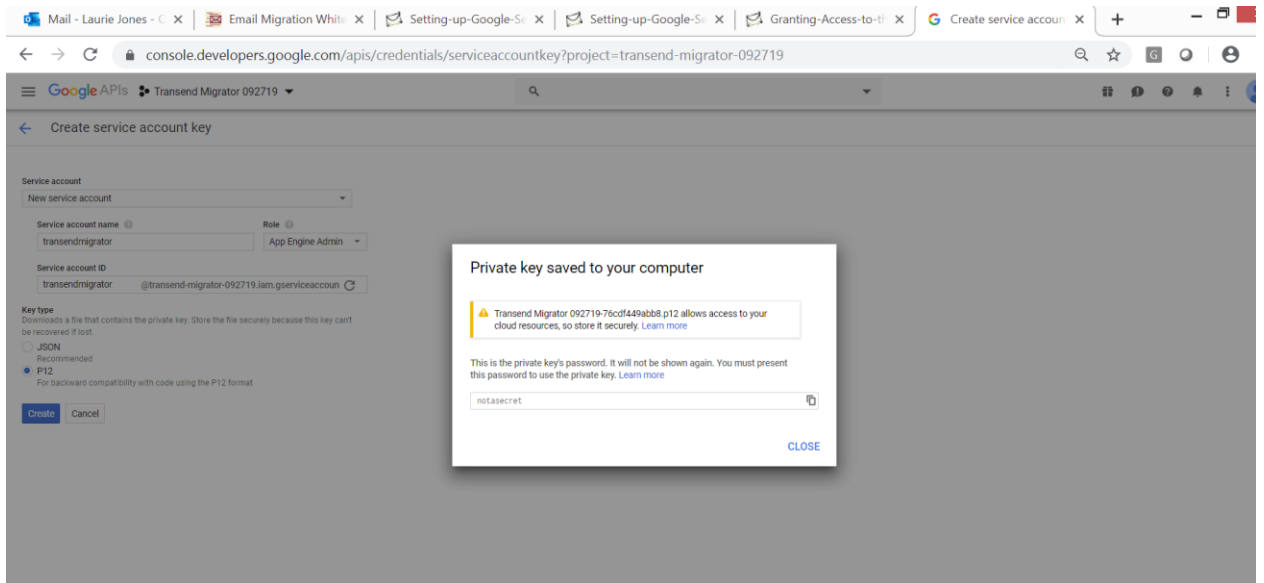 Mail - Laurie Jones - C
Email Migration White
Setting-up-Google-Se
Setting-up-Google-Se
Granting-Access-to-th
G Create service accoun
console.developers.google.com/apis/credentials/serviceaccountkey?project=transend-migrator-092719
G
Google APIs Transend Migrator 092719
Create service account key
Service account
New service account
Service account name Role
transendmigrator App Engine Admin
Service account ID
transendmigrator @transend-migrator-092719.iam.gserviceaccoun
Key type
Downloads a file that contains the private key. Store the file securely because this key can't
be recovered if lost.
JSON
Recommended
P12
For backward compatibility with code using the P12 format
Create Cancel
Private key saved to your computer
Transend Migrator 092719-76cdf449abb8.p12 allows access to your
cloud resources, so store it securely. Learn more
This is the private key's password. It will not be shown again. You must present
this password to use the private key. Learn more
notasecret
CLOSE